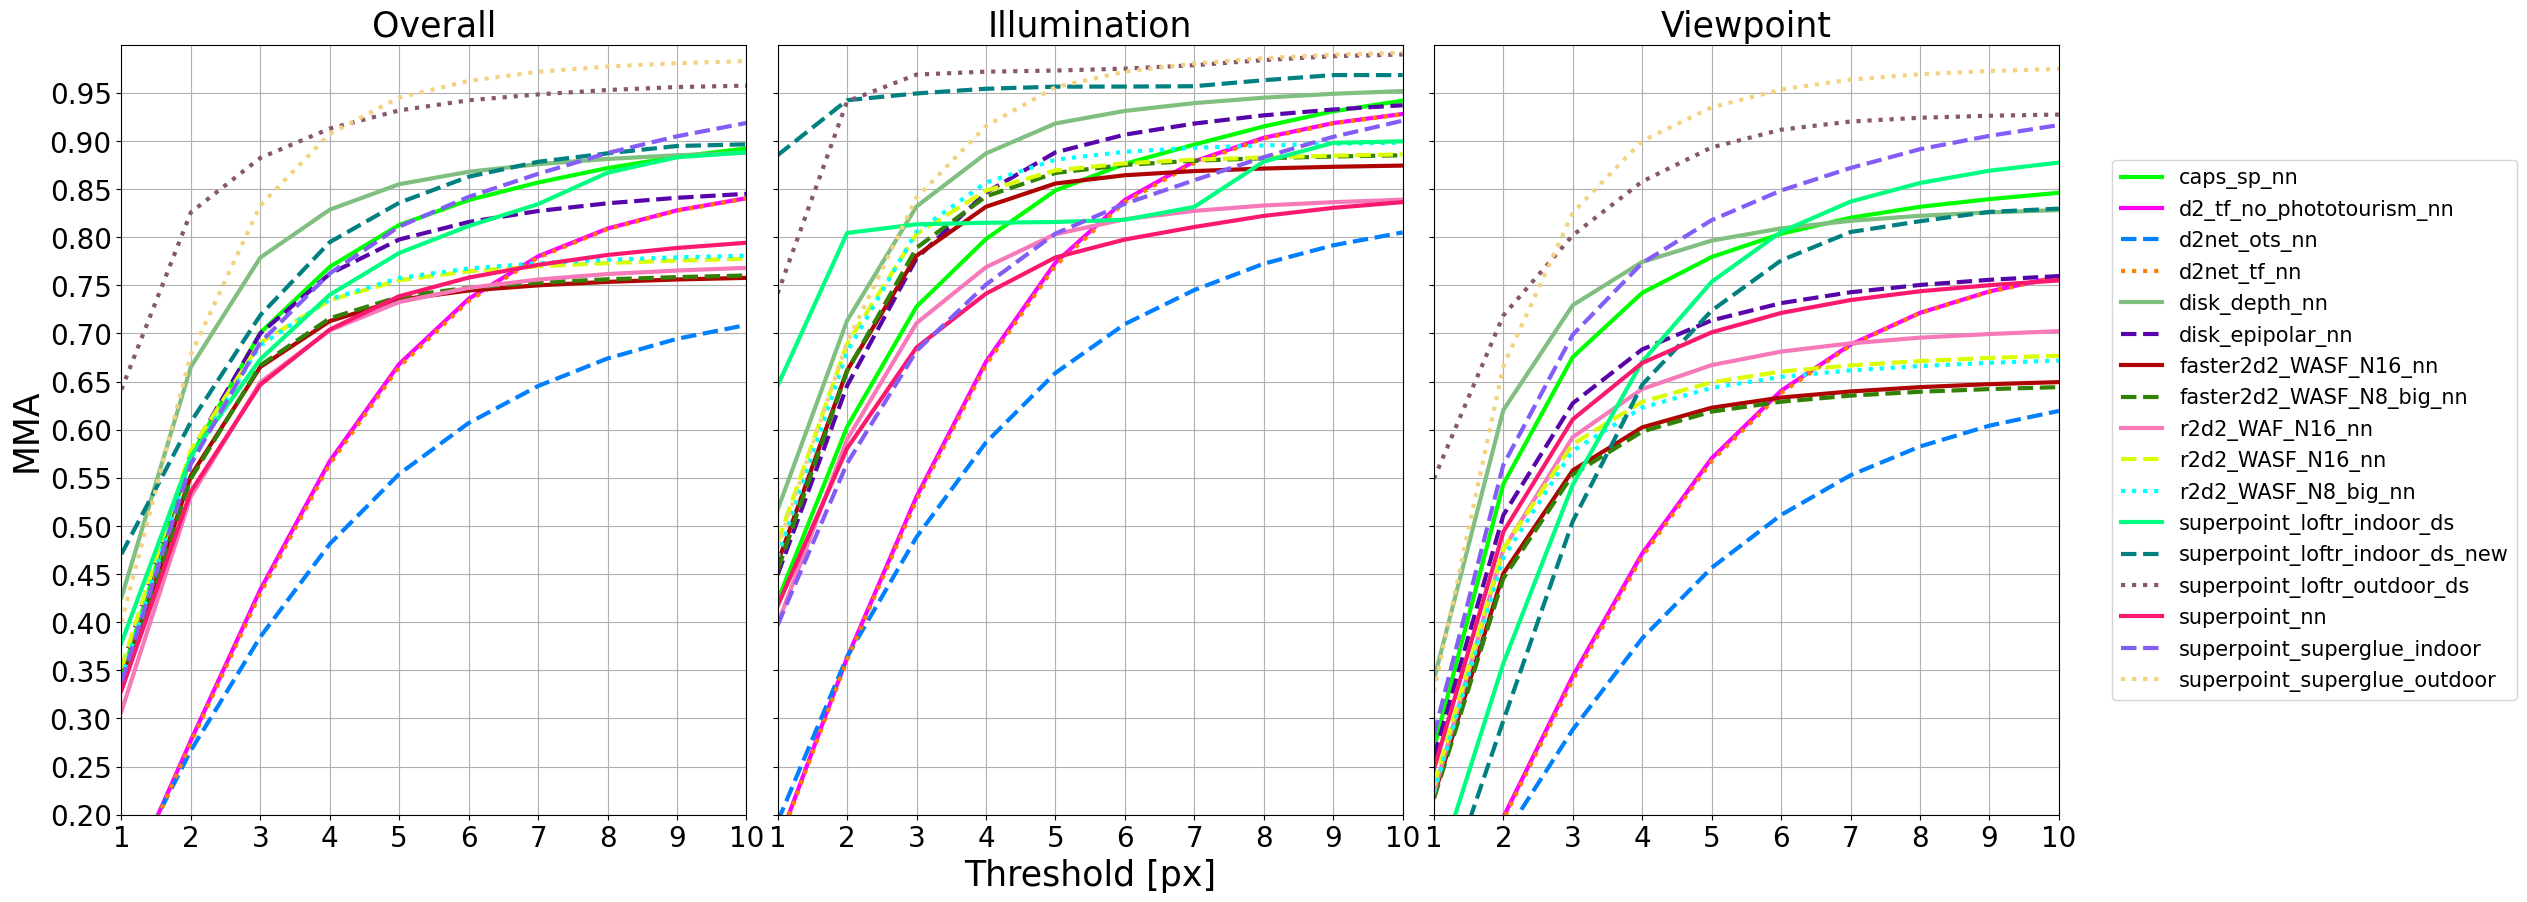 Overall
Illumination
Viewpoint
MMA
0.95
0.90
0.85
0.80
0.75
0.70
0.65
0.60
0.55
0.50
0.45
0.40
0.35
0.30
0.25
0.20
1 2 3 4 5 6 7 8 9 10
1 2 3 4 5 6 7 8 9 10
1 2 3 4 5 6 7 8 9 10
Threshold [px]
caps_sp_nn
d2_tf_no_phototourism_nn
d2net_ots_nn
d2net_tf_nn
disk_depth_nn
disk_epipolar_nn
faster2d2_WASF_N16_nn
faster2d2_WASF_N8_big_nn
r2d2_WAF_N16_nn
r2d2_WASF_N16_nn
r2d2_WASF_N8_big_nn
superpoint_loftr_indoor_ds
superpoint_loftr_indoor_ds_new
superpoint_loftr_outdoor_ds
superpoint_nn
superpoint_superglue_indoor
superpoint_superglue_outdoor